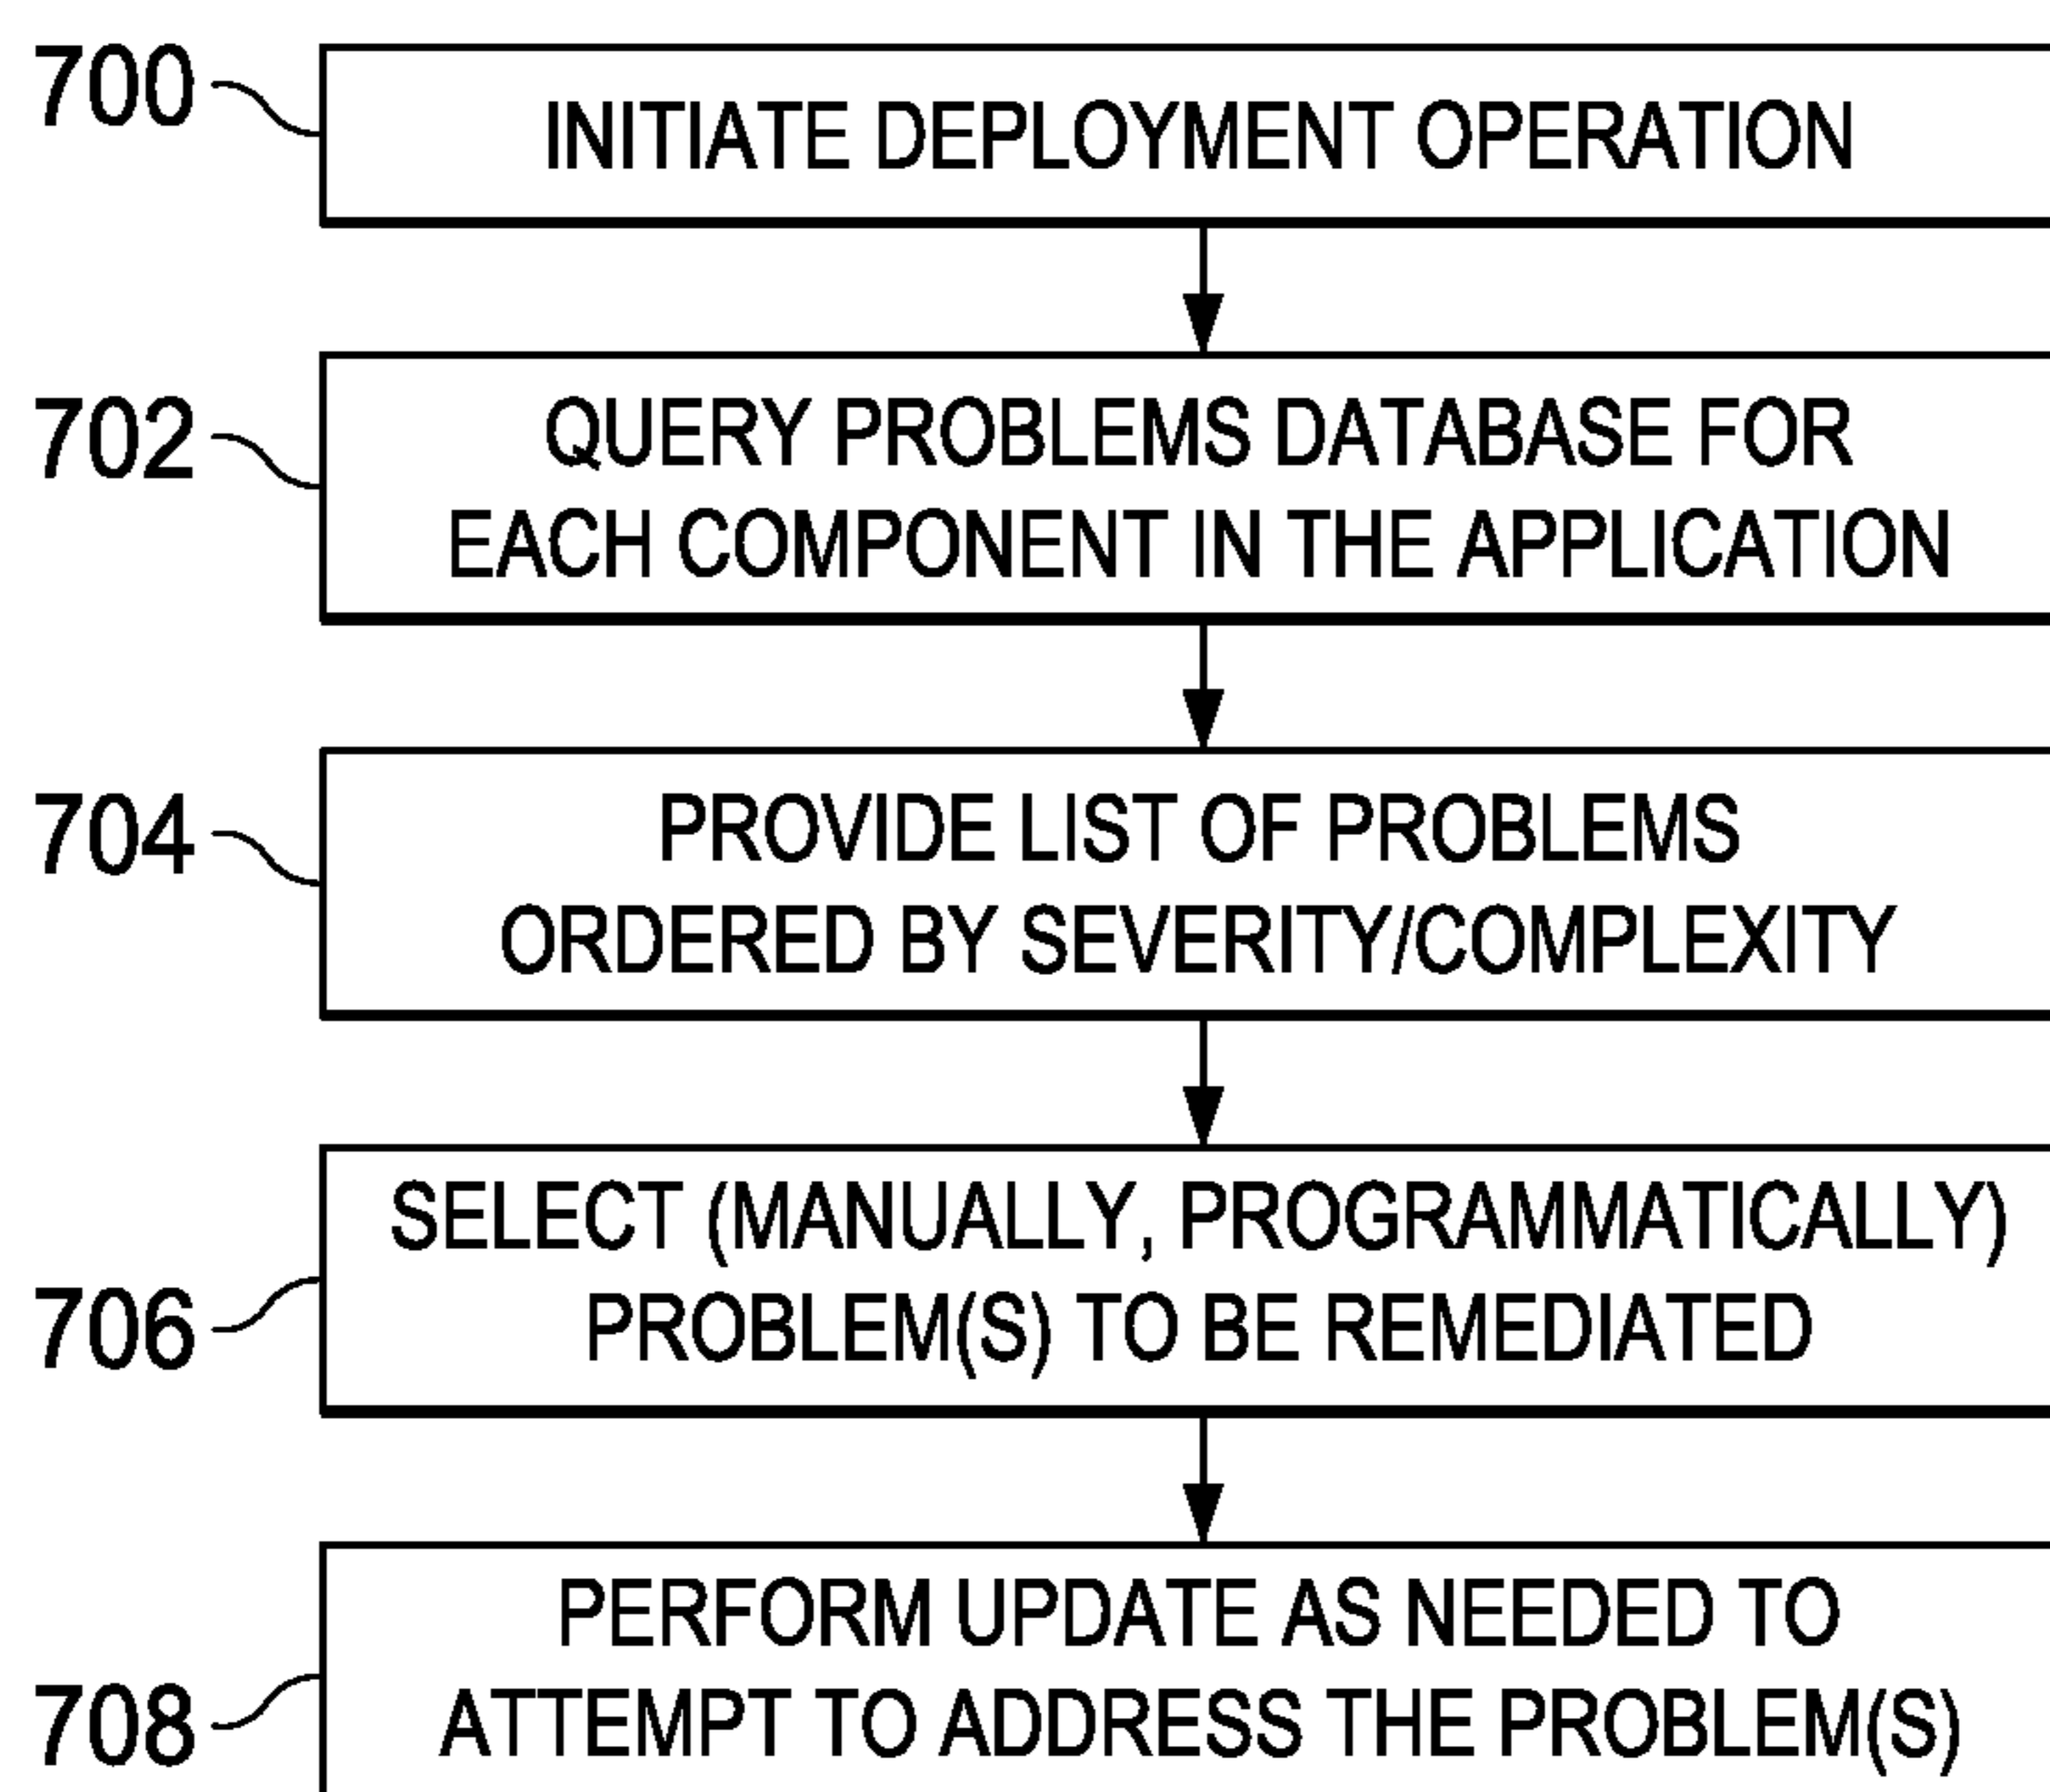 700
INITIATE DEPLOYMENT OPERATION
702
QUERY PROBLEMS DATABASE FOR
EACH COMPONENT IN THE APPLICATION
704
PROVIDE LIST OF PROBLEMS
ORDERED BY SEVERITY/COMPLEXITY
706
SELECT (MANUALLY, PROGRAMMATICALLY)
PROBLEM(S) TO BE REMEDIATED
708
PERFORM UPDATE AS NEEDED TO
ATTEMPT TO ADDRESS THE PROBLEM(S)